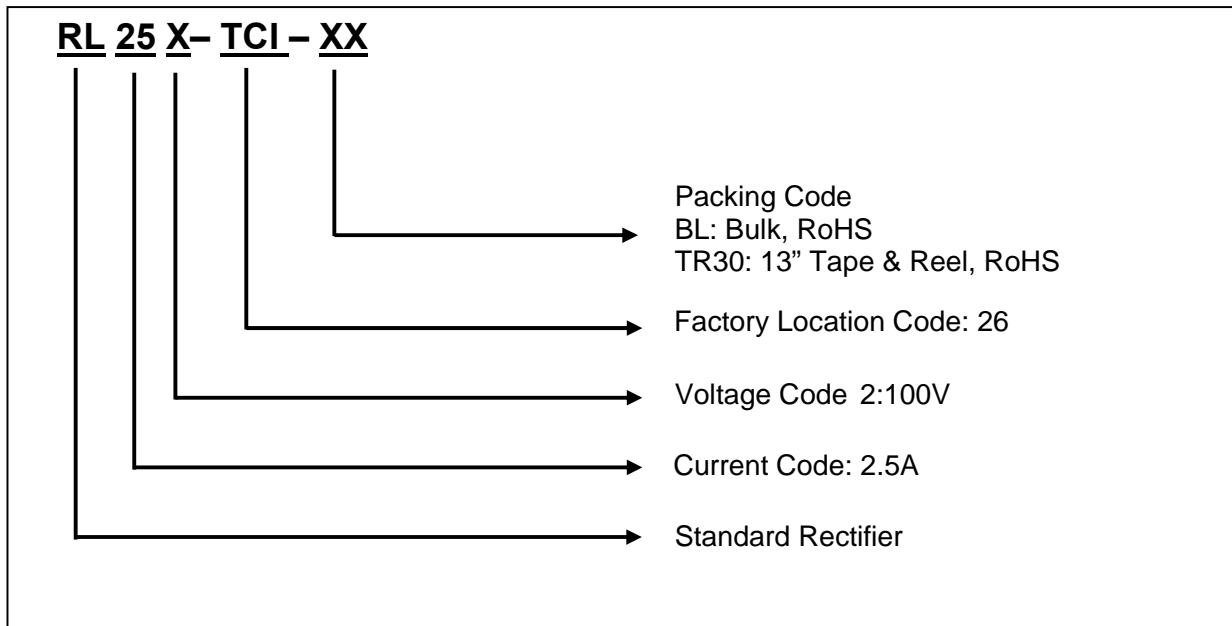 RL 25 X– TCI – XX
Packing Code
BL: Bulk, RoHS
TR30: 13” Tape & Reel, RoHS
Factory Location Code: 26
Voltage Code 2:100V
Current Code: 2.5A
Standard Rectifier